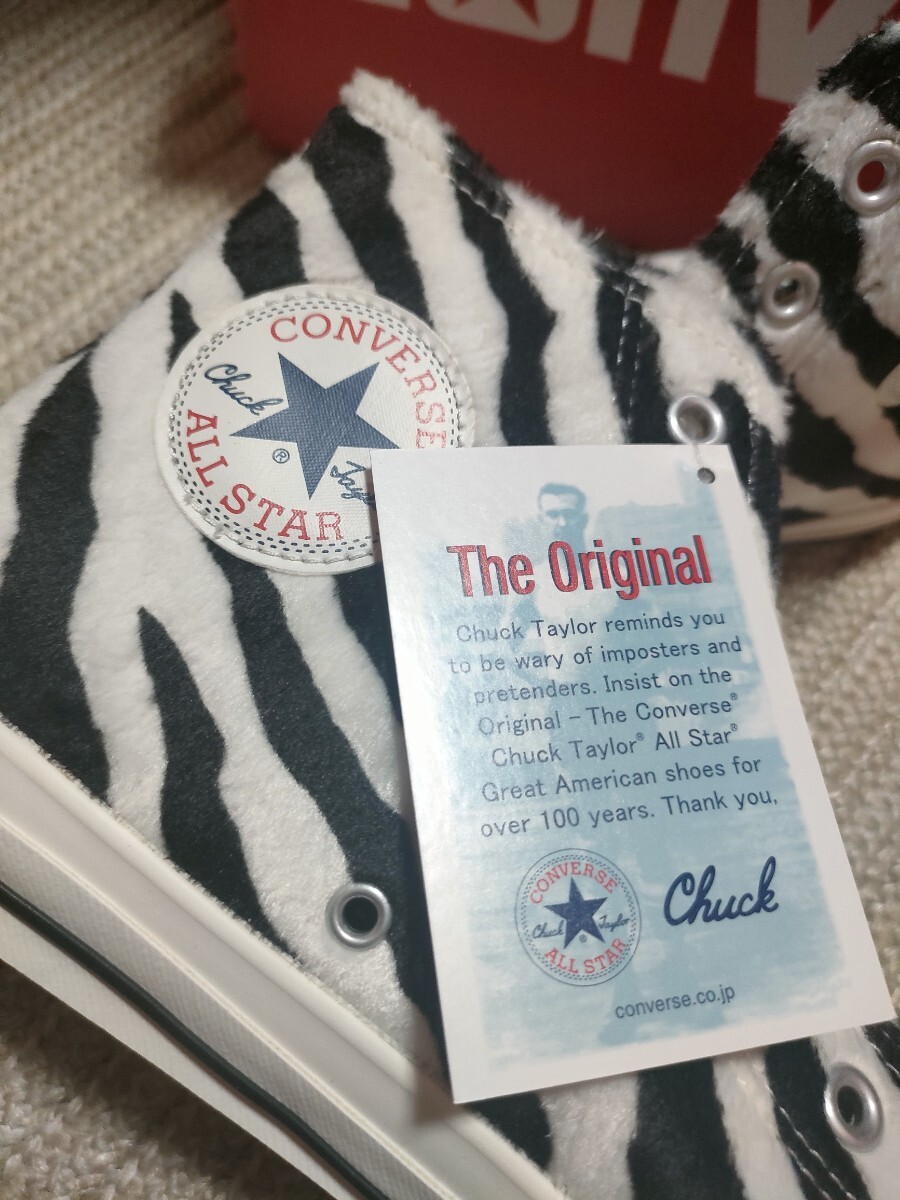 CONVERSE
Chuck
ALL STAR
®
The Original
Chuck Taylor reminds you
to be wary of imposters and
pretenders. Insist on the
Original – The Converse®
Chuck Taylor® All Star®
Great American shoes for
over 100 years. Thank you,
CONVERSE
Chuck Taylor
®
ALL STAR
Chuck
converse.co.jp